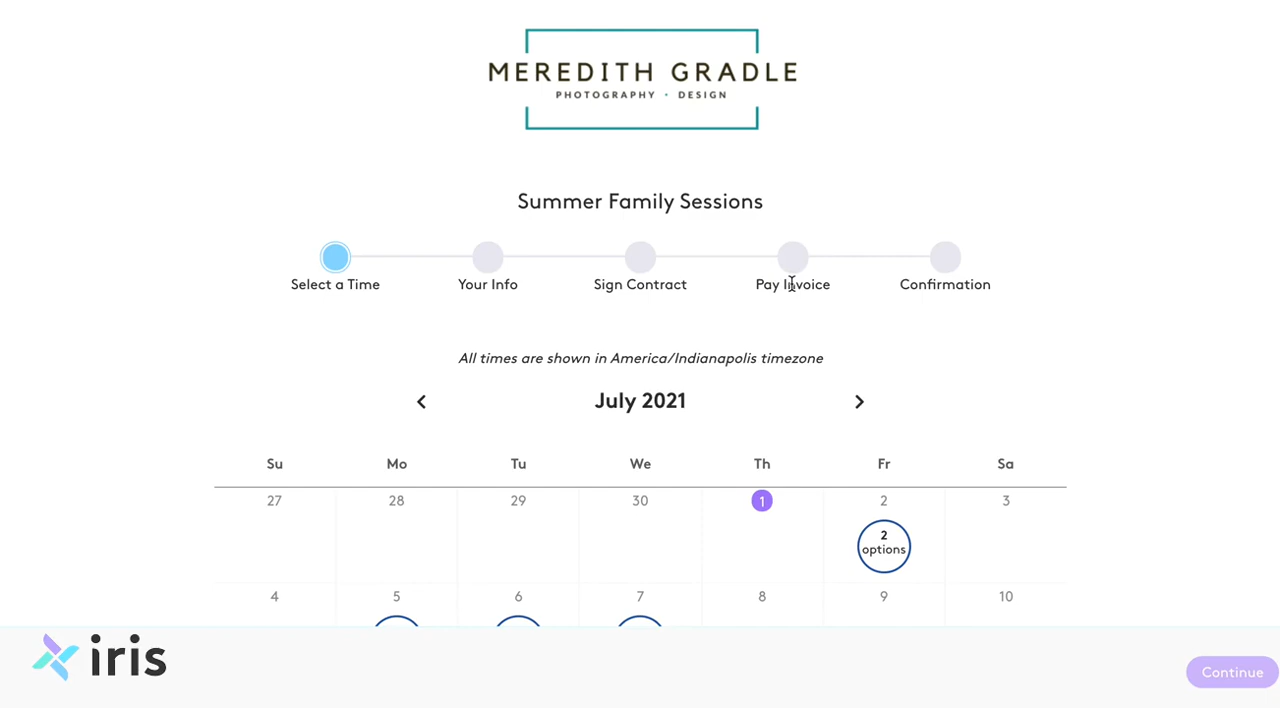 MEREDITH GRADLE
PHOTOGRAPHY · DESIGN
Summer Family Sessions
Select a Time Your Info Sign Contract Pay Invoice Confirmation
All times are shown in America/Indianapolis timezone
July 2021
Su Mo Tu We Th Fr Sa
27 28 29 30 1 2 3
2
options
4 5 6 7 8 9 10
iris
Continue